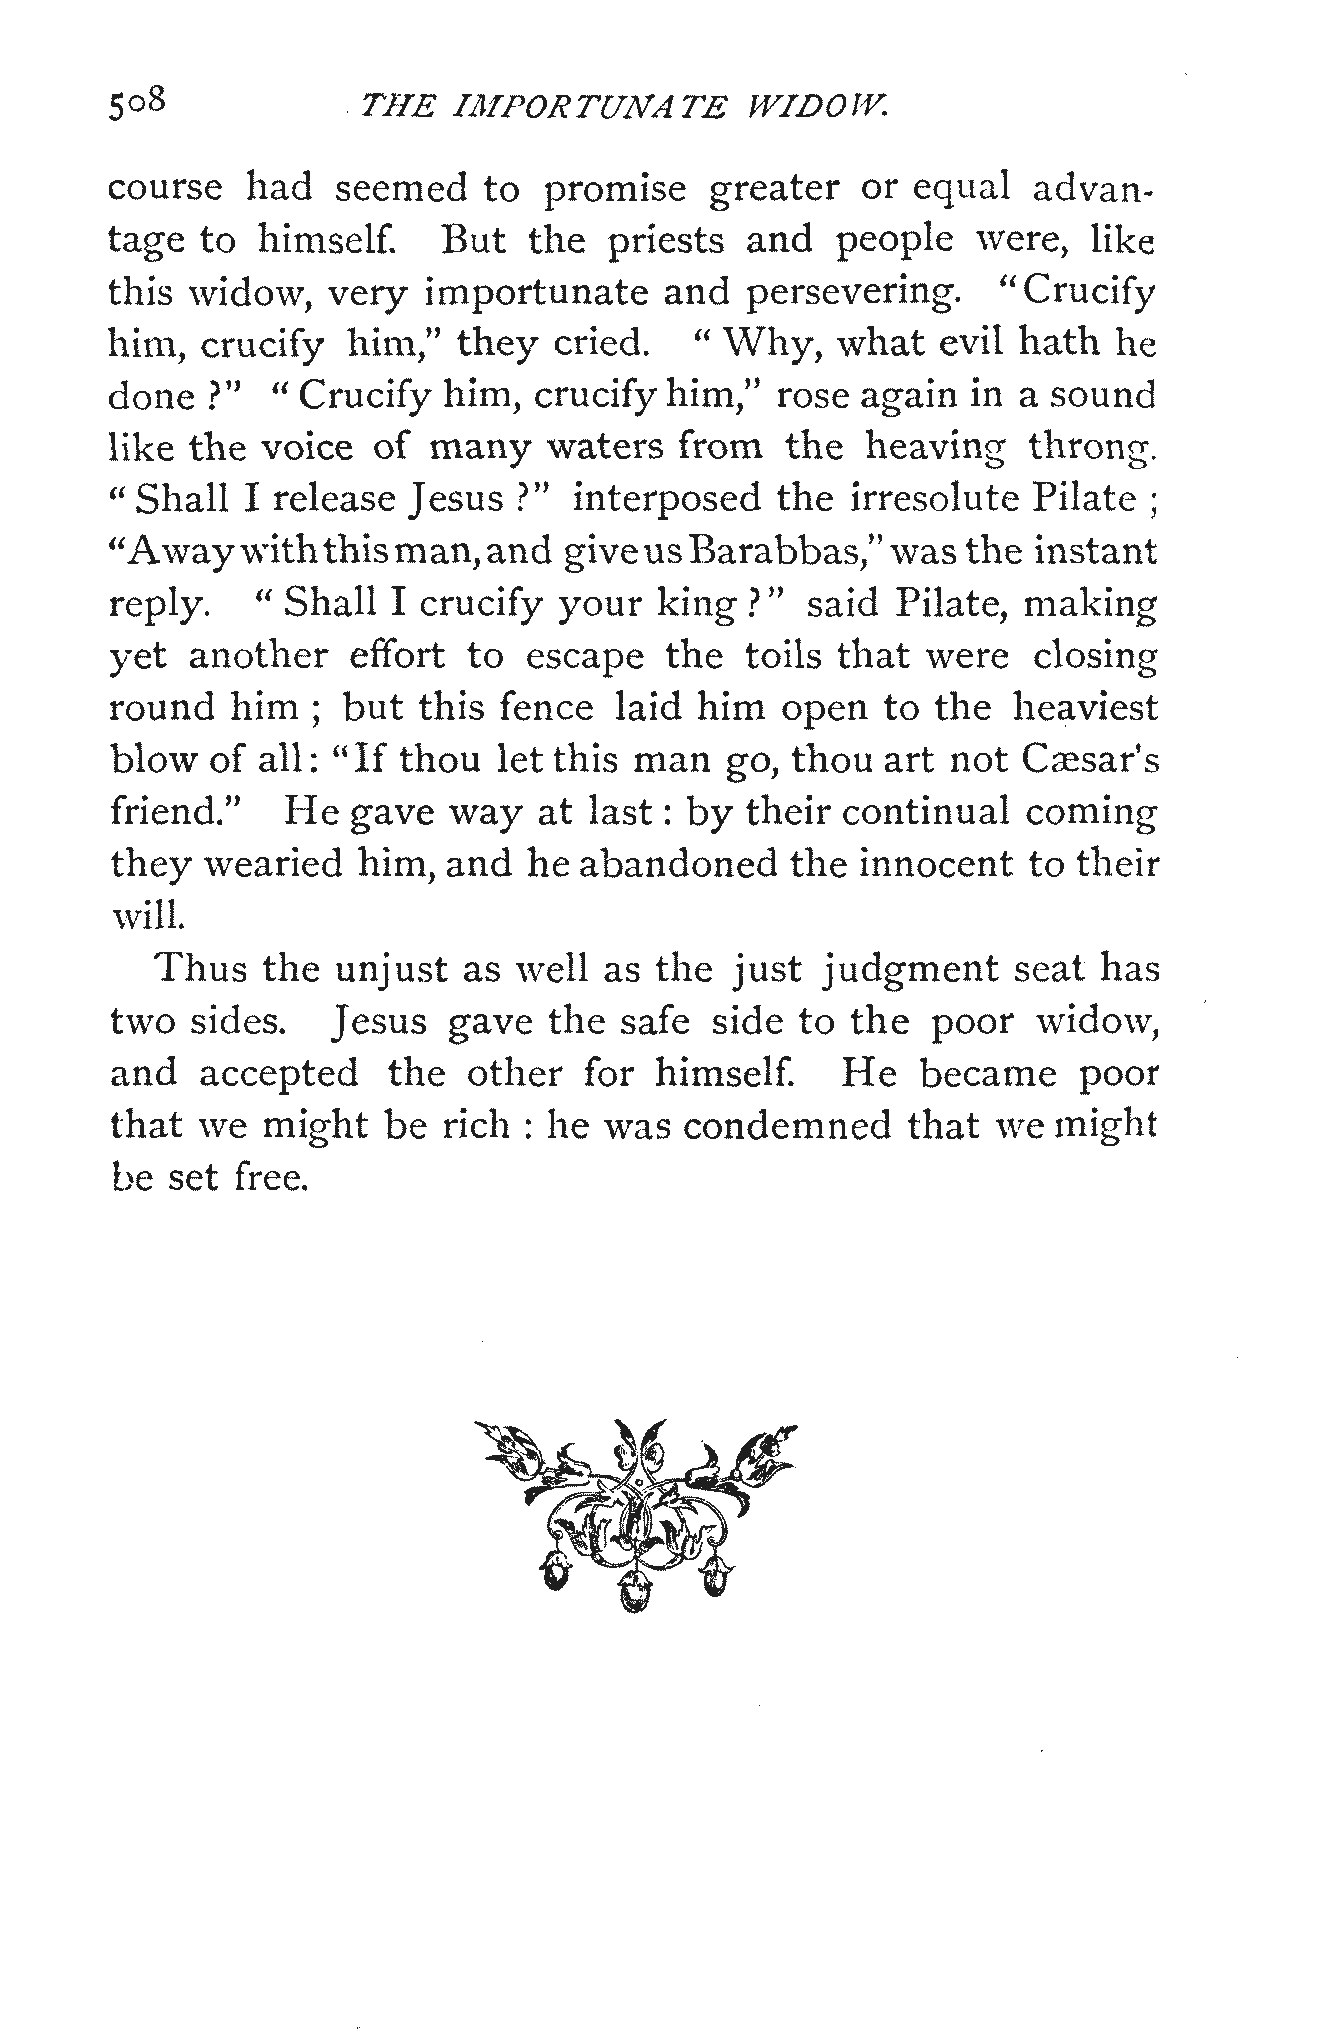 508 THE IMPORTUNATE WIDOW.
course had seemed to promise greater or equal advan-
tage to himself. But the priests and people were, like
this widow, very importunate and persevering. “Crucify
him, crucify him,” they cried. “ Why, what evil hath he
done ?” “ Crucify him, crucify him,” rose again in a sound
like the voice of many waters from the heaving throng.
“ Shall I release Jesus ?” interposed the irresolute Pilate ;
“Away with this man, and give us Barabbas,” was the instant
reply. “ Shall I crucify your king ?” said Pilate, making
yet another effort to escape the toils that were closing
round him ; but this fence laid him open to the heaviest
blow of all: “If thou let this man go, thou art not Cæsar’s
friend.” He gave way at last : by their continual coming
they wearied him, and he abandoned the innocent to their
will.
Thus the unjust as well as the just judgment seat has
two sides. Jesus gave the safe side to the poor widow,
and accepted the other for himself. He became poor
that we might be rich : he was condemned that we might
be set free.